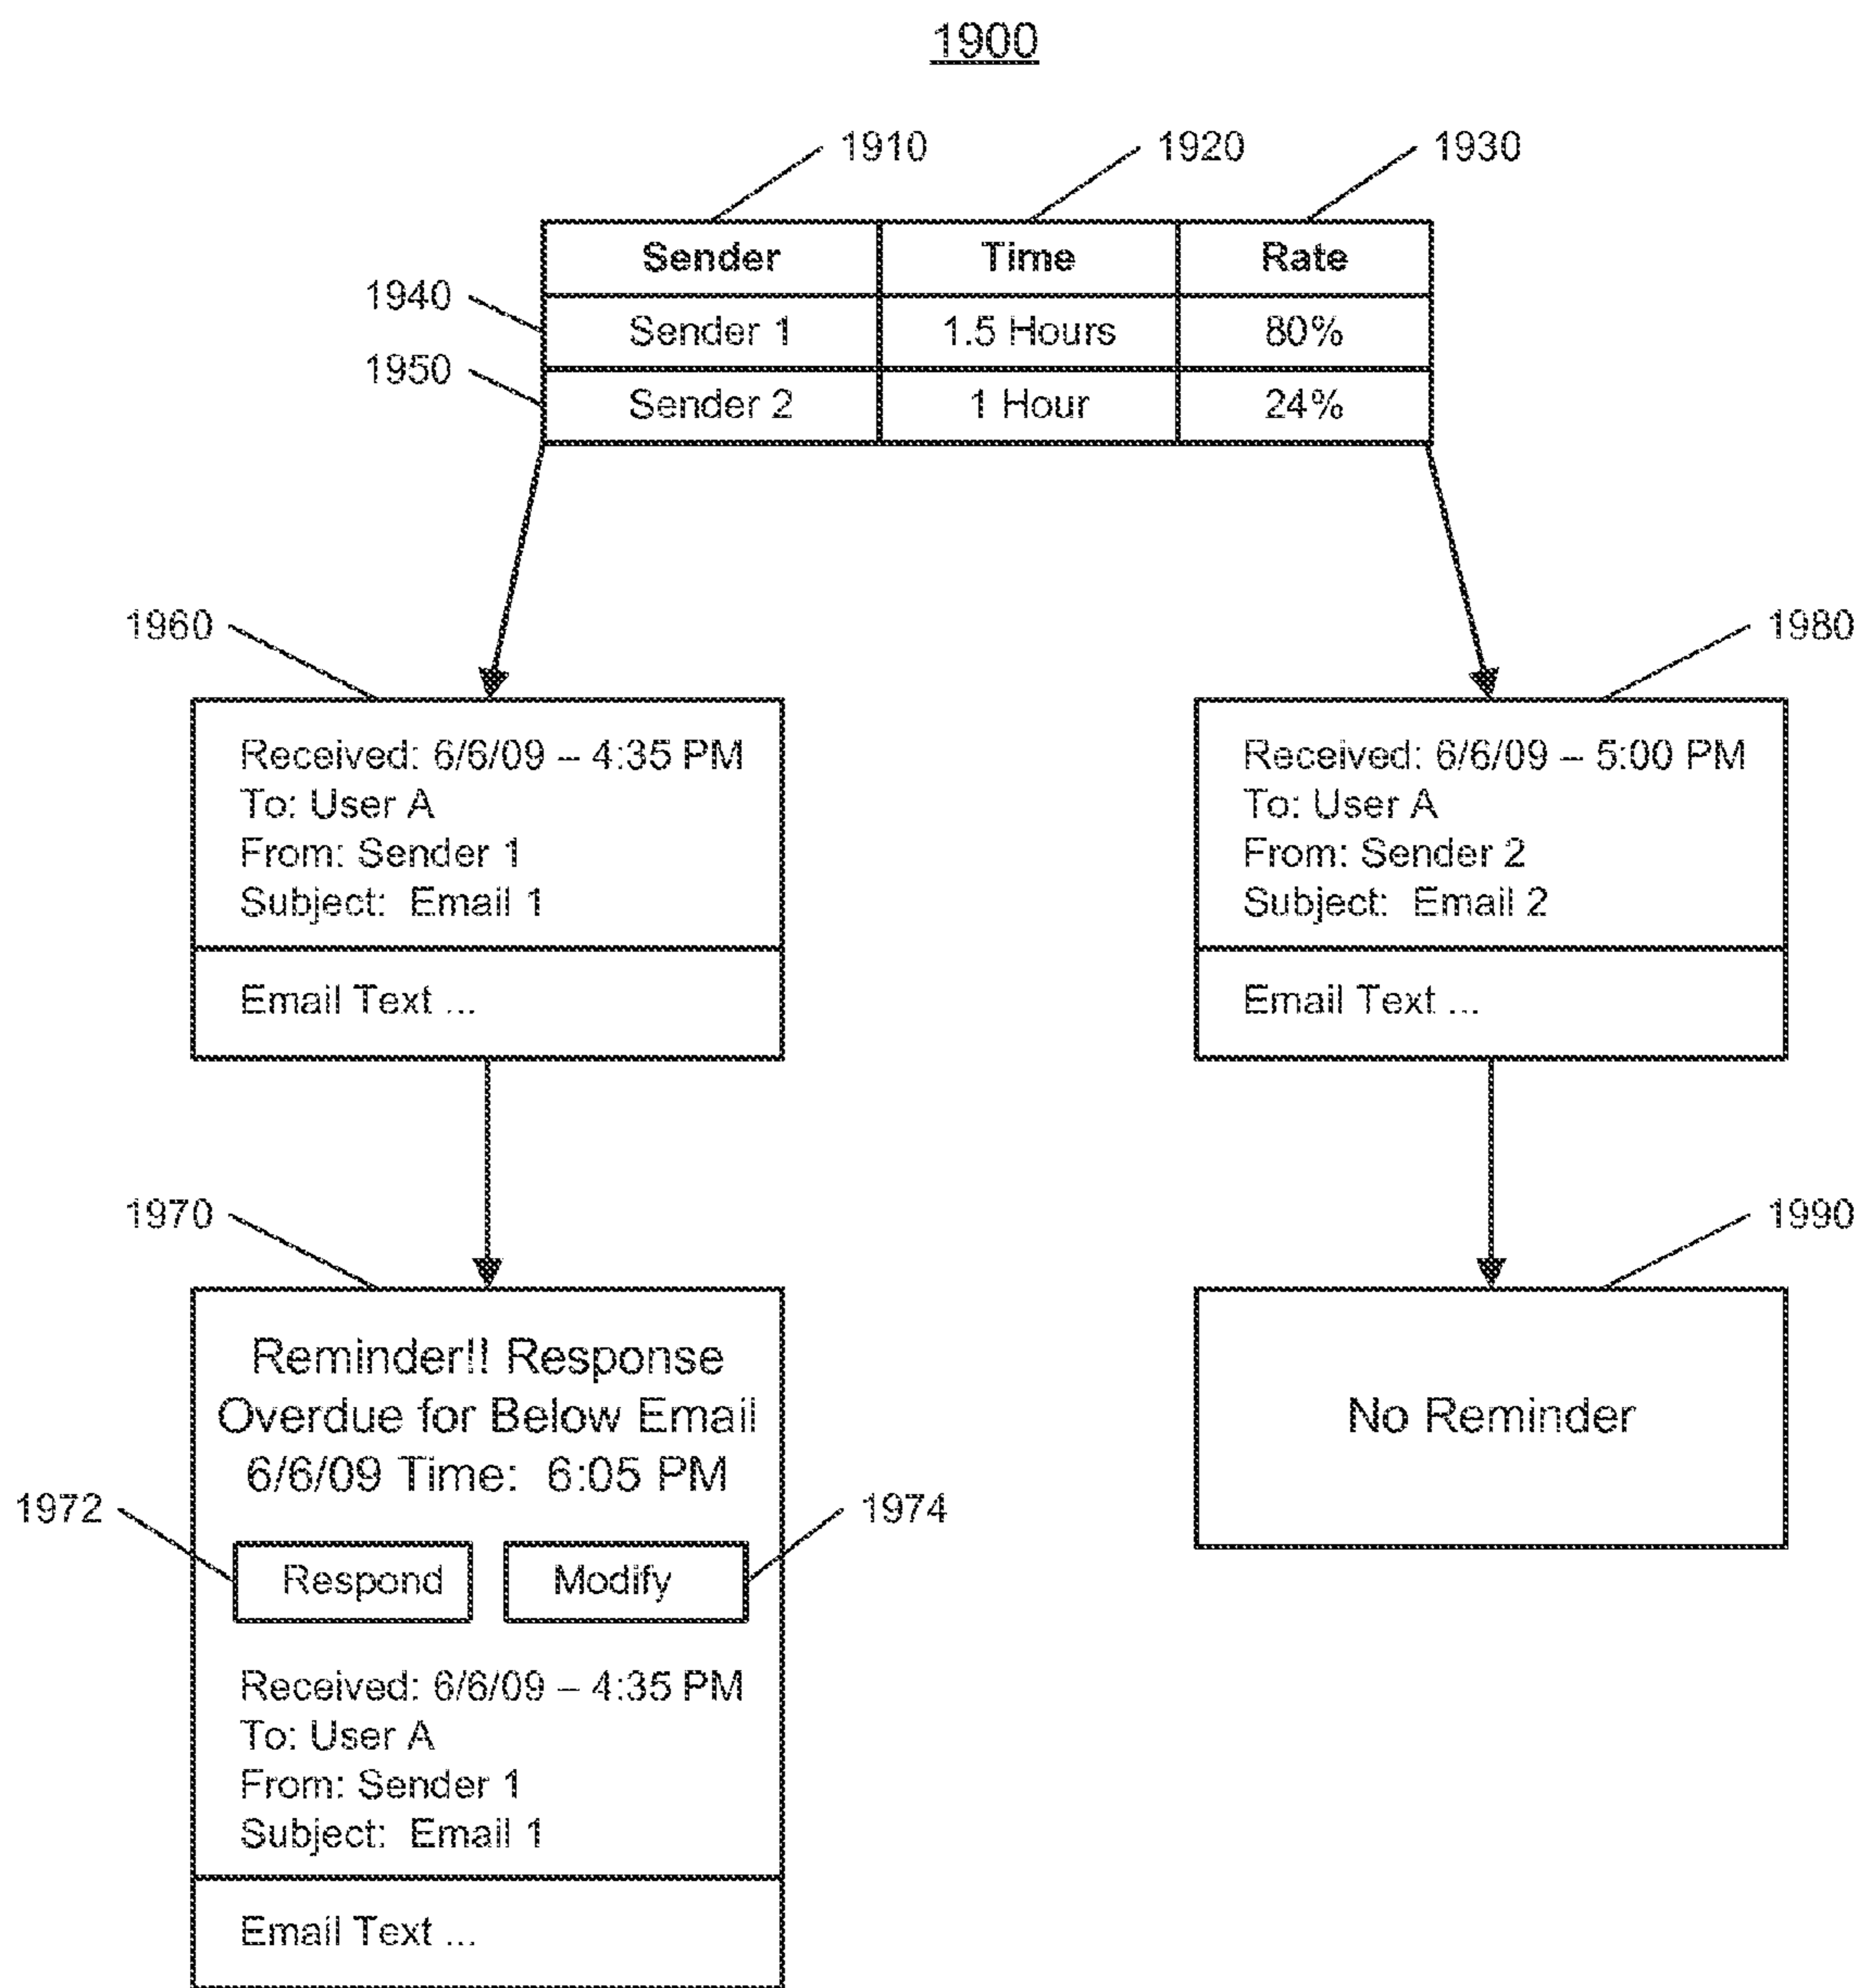 1900
1910
1920
1930
Sender Time Rate
1940
Sender 1 1.5 Hours 80%
1950
Sender 2 1 Hour 24%
1960
Received: 6/6/09 – 4:35 PM
To: User A
From: Sender 1
Subject: Email 1
Email Text ...
1980
Received: 6/6/09 – 5:00 PM
To: User A
From: Sender 2
Subject: Email 2
Email Text ...
1970
Reminder!! Response
Overdue for Below Email
6/6/09 Time: 6:05 PM
1972
Respond
Modify
1974
Received: 6/6/09 – 4:35 PM
To: User A
From: Sender 1
Subject: Email 1
Email Text ...
1990
No Reminder